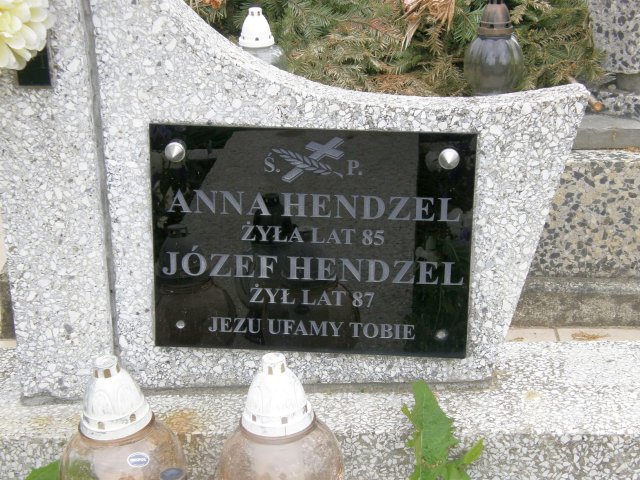 Ś. P.
ANNA HENDZEL
ŻYŁA LAT 85
JÓZEF HENDZEL
ŻYŁ LAT 87
JEZU UFAMY TOBIE